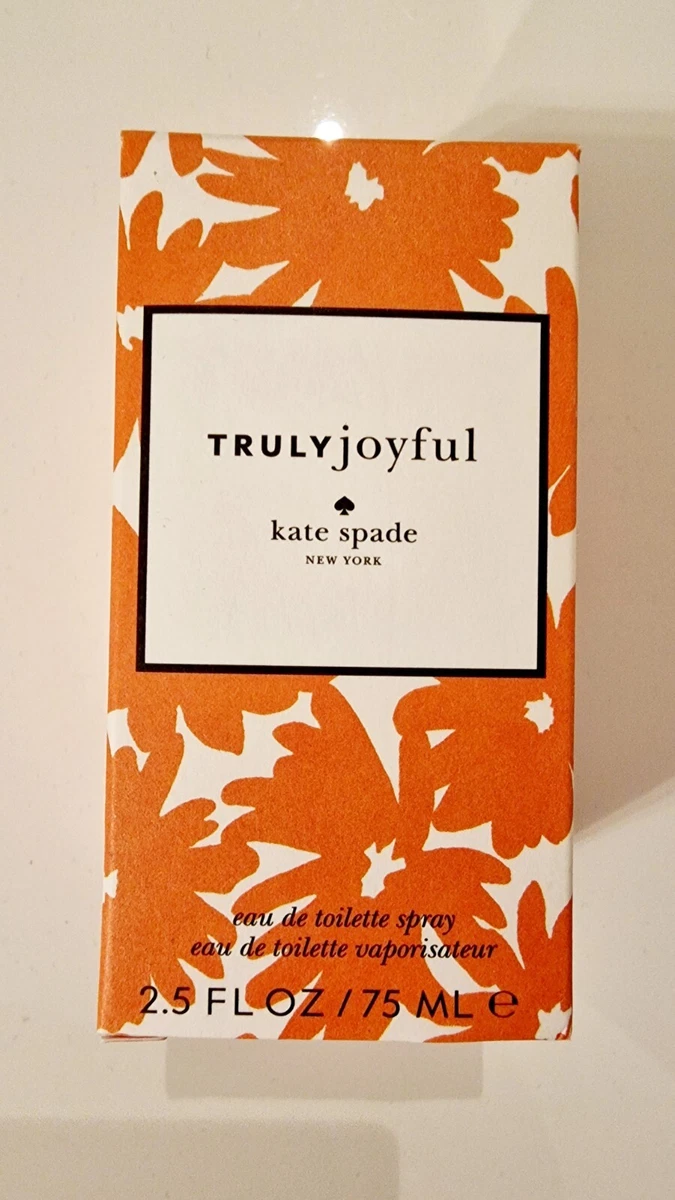 TRULYjoyful
kate spade
NEW YORK
eau de toilette spray
eau de toilette vaporisateur
2.5 FL OZ / 75 ML ℮